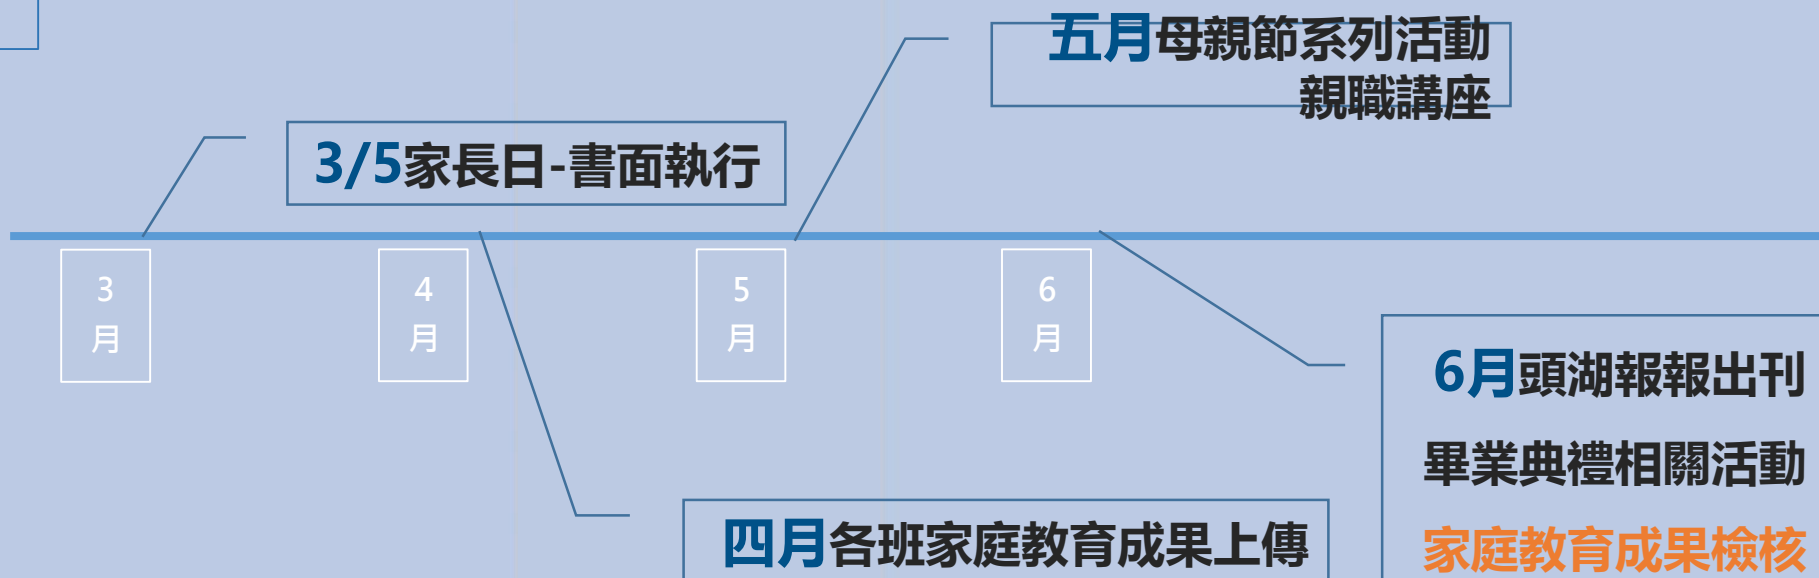 五月母親節系列活動
親職講座
3/5家長日-書面執行
3
月
4
月
5
月
6
月
6月頭湖報報出刊
畢業典禮相關活動
家庭教育成果檢核
四月各班家庭教育成果上傳